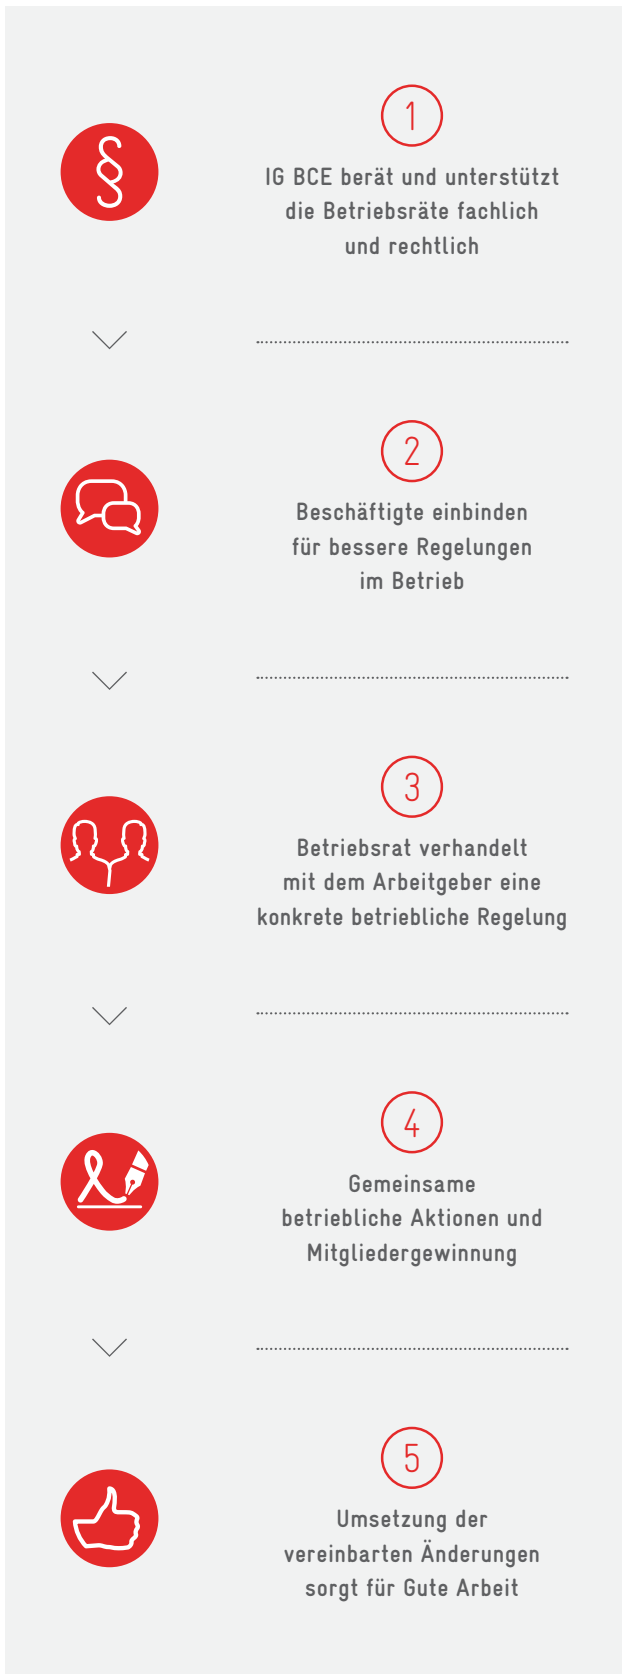 1
IG BCE berät und unterstützt
die Betriebsräte fachlich
und rechtlich
2
Beschäftigte einbinden
für bessere Regelungen
im Betrieb
3
Betriebsrat verhandelt
mit dem Arbeitgeber eine
konkrete betriebliche Regelung
4
Gemeinsame
betriebliche Aktionen und
Mitgliedergewinnung
5
Umsetzung der
vereinbarten Änderungen
sorgt für Gute Arbeit